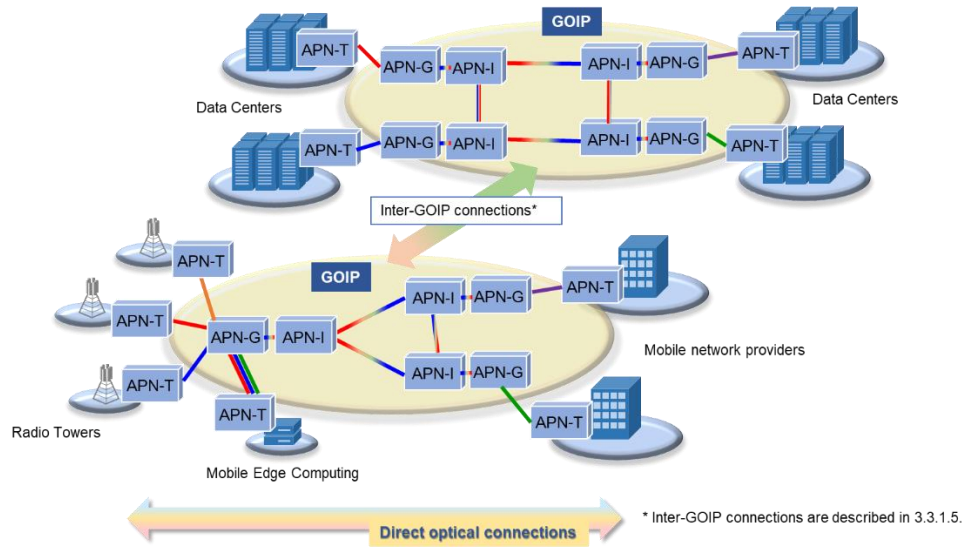 GOIP
APN-T
APN-G
APN-I
APN-I
APN-G
APN-T
Data Centers
Data Centers
APN-T
APN-G
APN-I
APN-I
APN-G
APN-T
Inter-GOIP connections*
GOIP
APN-T
APN-I
APN-G
APN-T
APN-T
APN-G
APN-I
Mobile network providers
APN-T
APN-I
APN-G
APN-T
APN-T
Radio Towers
Mobile Edge Computing
Direct optical connections
* Inter-GOIP connections are described in 3.3.1.5.